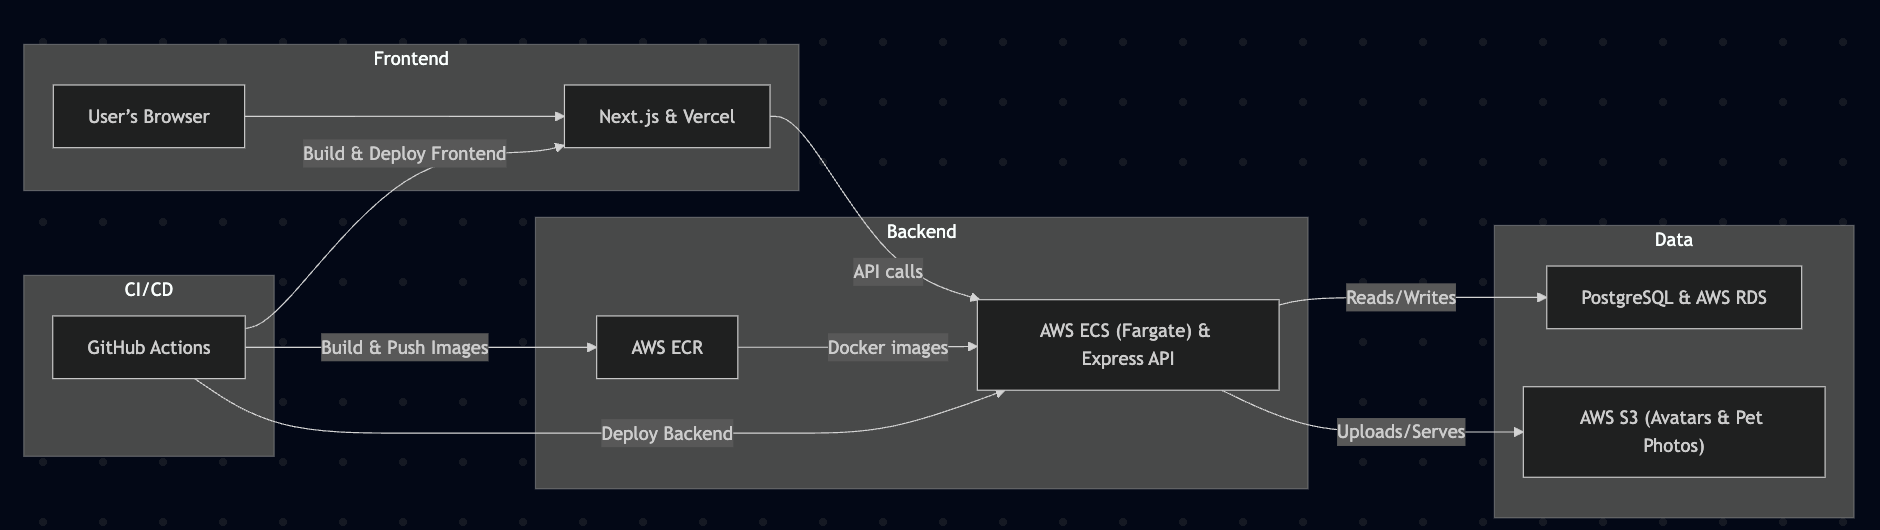 Frontend
User’s Browser
Next.js & Vercel
Build & Deploy Frontend
Backend
API calls
CI/CD
GitHub Actions
Build & Push Images
AWS ECR
Docker images
AWS ECS (Fargate) &
Express API
Deploy Backend
Data
Reads/Writes
PostgreSQL & AWS RDS
Uploads/Serves
AWS S3 (Avatars & Pet
Photos)